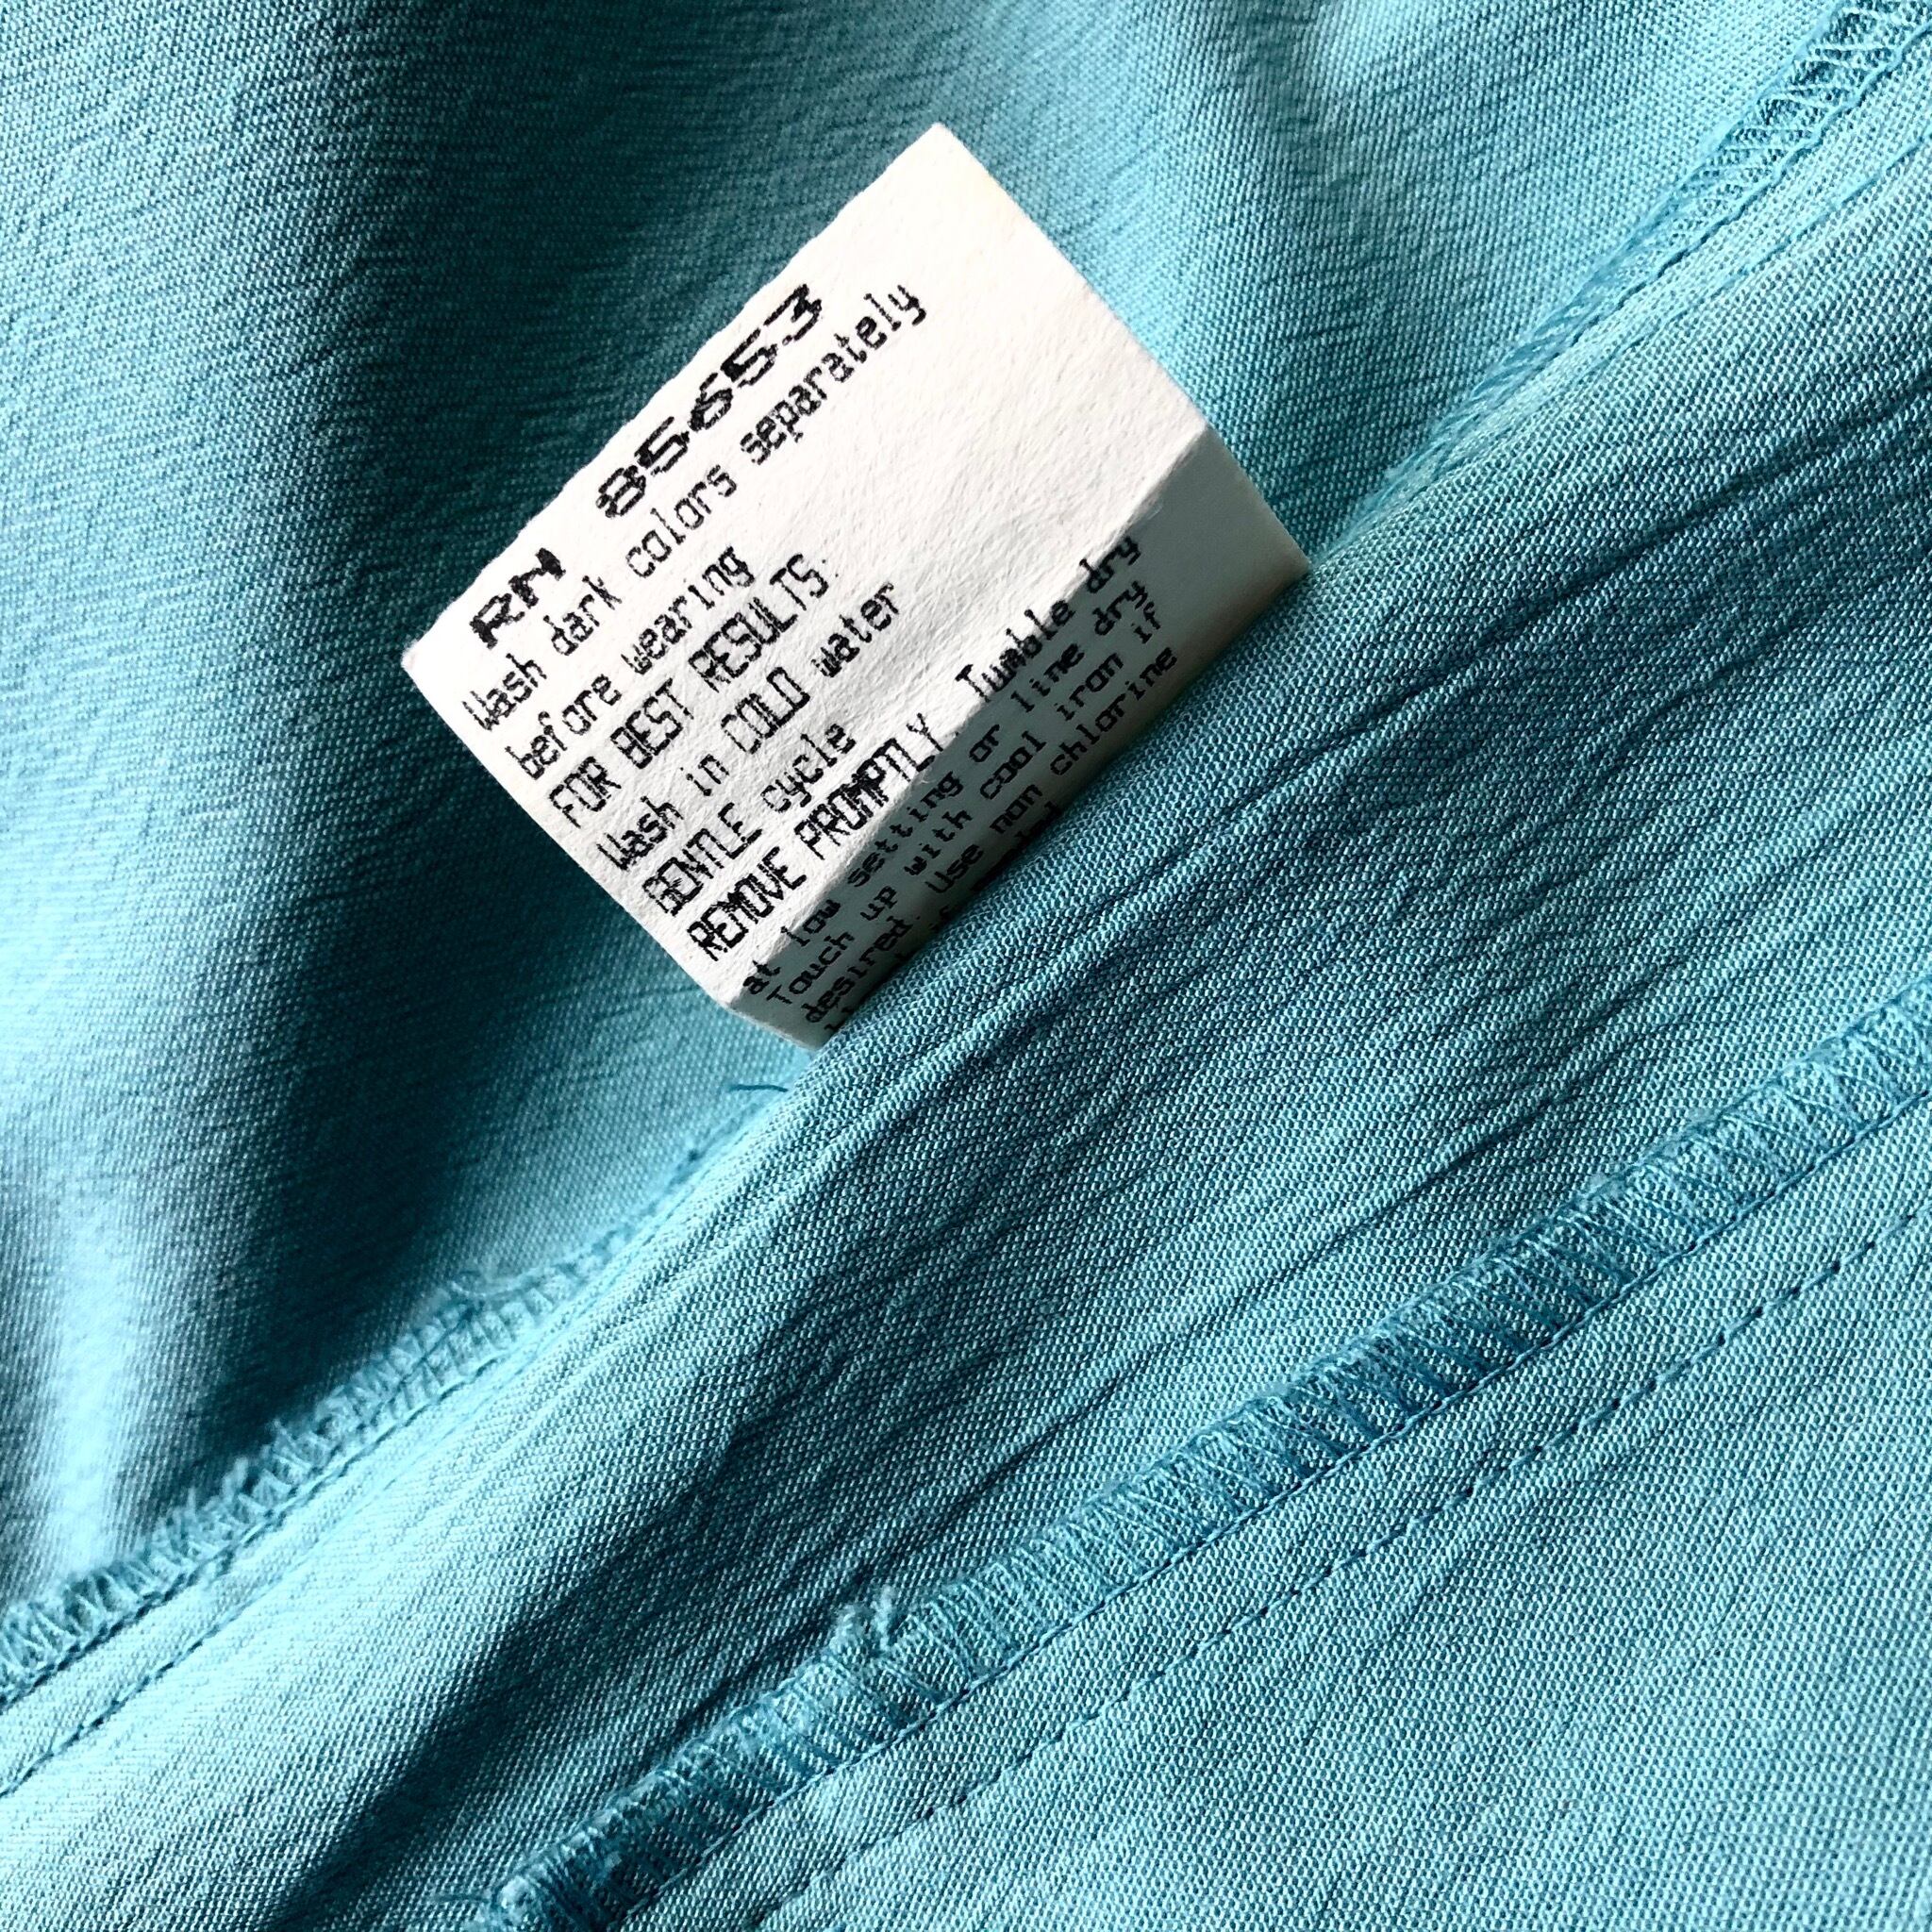 RN 85653
Wash dark colors separately
before wearing
FOR BEST RESULTS:
Wash in COLD water
GENTLE cycle
REMOVE PROMPTLY. Tumble dry
at low setting or line dry
Touch up with cool iron if
desired. Use non chlorine